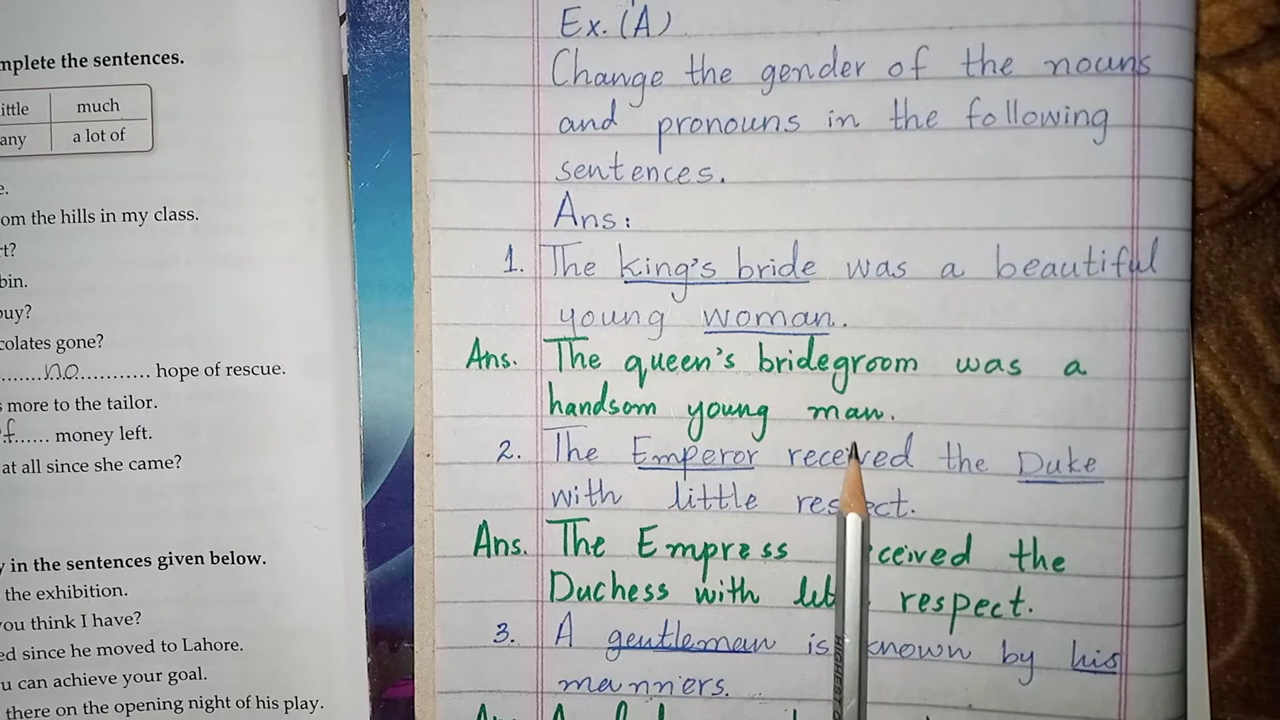 mplete the sentences.
ittle much
any a lot of
e.
om the hills in my class.
rt?
bin.
buy?
colates gone?
......no............ hope of rescue.
s more to the tailor.
f...... money left.
at all since she came?
y in the sentences given below.
the exhibition.
you think I have?
ed since he moved to Lahore.
u can achieve your goal.
there on the opening night of his play.
Ex. (A)
Change the gender of the nouns
and pronouns in the following
sentences.
Ans:
1. The king's bride was a beautiful
young woman.
Ans. The queen's bridegroom was a
handsom young man.
2. The Emperor received the Duke
with little respect.
Ans. The Empress ceived the
Duchess with respect.
3. A gentleman is known by his
manners.
Ans.